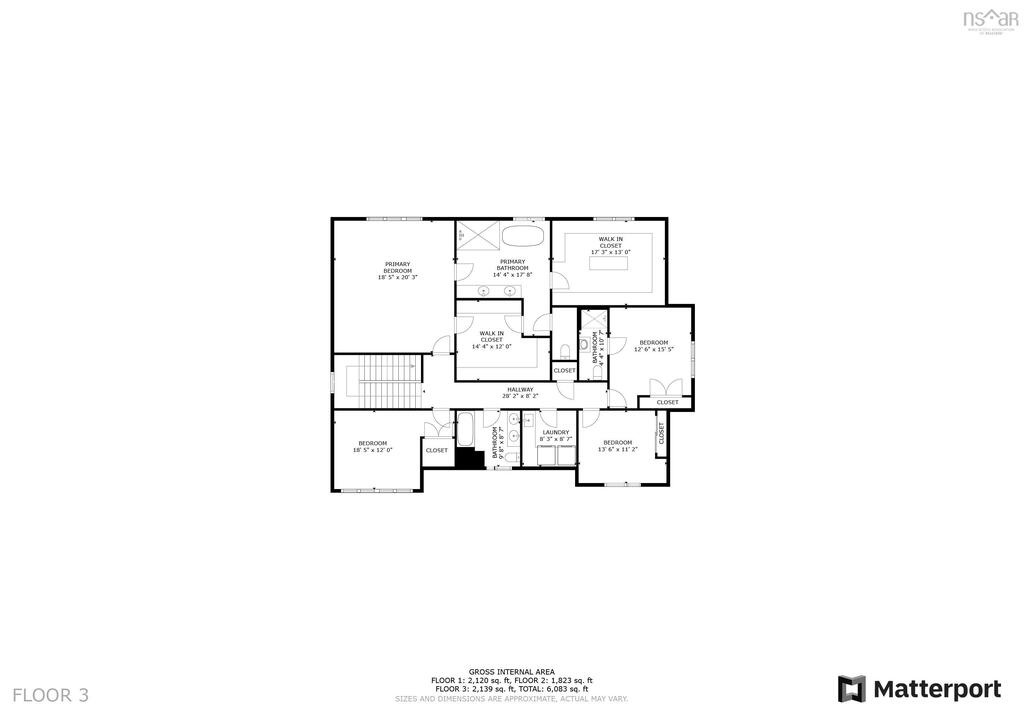 nsaar
PRIMARY
BEDROOM
18' 5" x 20' 3"
PRIMARY
BATHROOM
14' 4" x 17' 8"
WALK IN
CLOSET
17' 3" x 13' 0"
WALK IN
CLOSET
14' 4" x 12' 0"
BATHROOM
4' 4" x 10' 7"
BEDROOM
12' 6" x 15' 5"
CLOSET
CLOSET
HALLWAY
28' 2" x 8' 2"
BEDROOM
18' 5" x 12' 0"
CLOSET
BATHROOM
9' 8" x 8' 7"
LAUNDRY
8' 3" x 8' 7"
BEDROOM
13' 6" x 11' 2"
CLOSET
GROSS INTERNAL AREA
FLOOR 1: 2,120 sq. ft, FLOOR 2: 1,823 sq. ft
FLOOR 3: 2,139 sq. ft, TOTAL: 6,083 sq. ft
SIZES AND DIMENSIONS ARE APPROXIMATE, ACTUAL MAY VARY.
FLOOR 3
Matterport